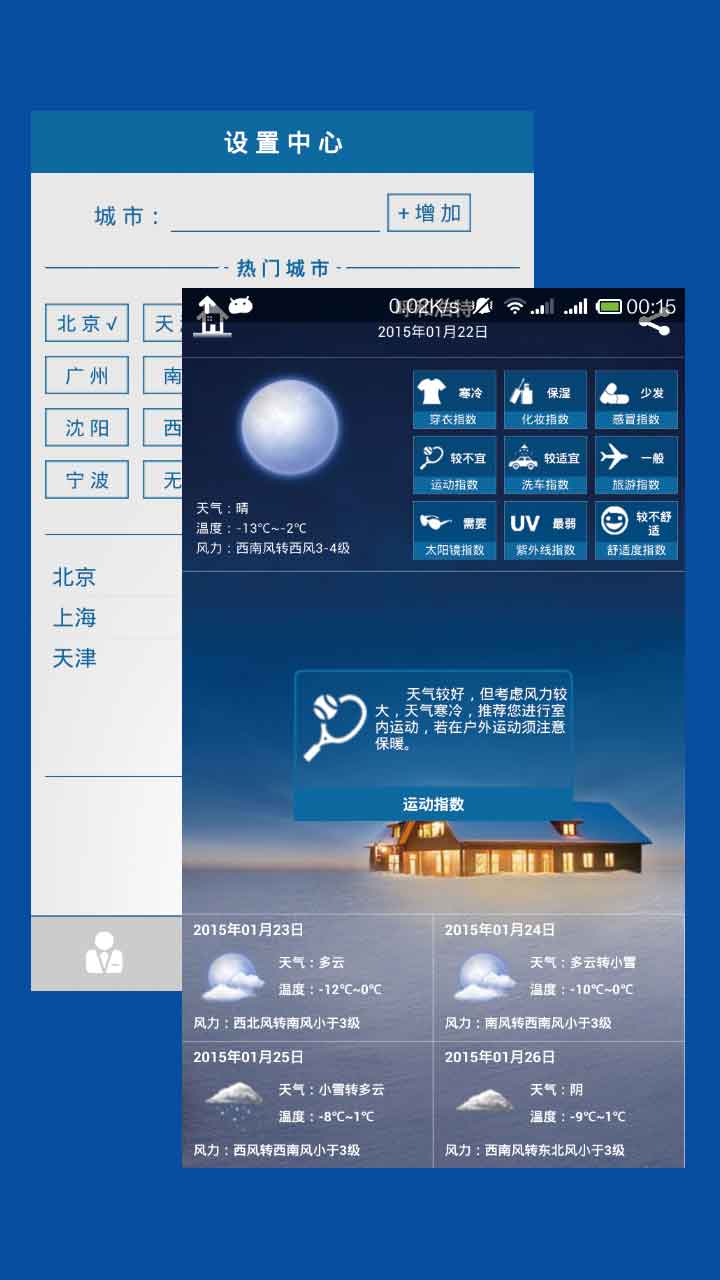 设置中心
城市：
+增加
热门城市
北京√
天
广州
南
沈阳
西
宁波
无
北京
上海
天津
0.02K/s
00:15
呼和浩特
2015年01月22日
天气：晴
温度：-13℃~-2℃
风力：西南风转西风3-4级
寒冷
穿衣指数
保湿
化妆指数
少发
感冒指数
较不宜
运动指数
较适宜
洗车指数
一般
旅游指数
需要
太阳镜指数
UV
最弱
紫外线指数
较不舒
适
舒适度指数
天气较好，但考虑风力较
大，天气寒冷，推荐您进行室
内运动，若在户外运动须注意
保暖。
运动指数
2015年01月23日
天气：多云
温度：-12℃~0℃
风力：西北风转南风小于3级
2015年01月24日
天气：多云转小雪
温度：-10℃~0℃
风力：南风转西南风小于3级
2015年01月25日
天气：小雪转多云
温度：-8℃~1℃
风力：西风转西南风小于3级
2015年01月26日
天气：阴
温度：-9℃~1℃
风力：西南风转东北风小于3级